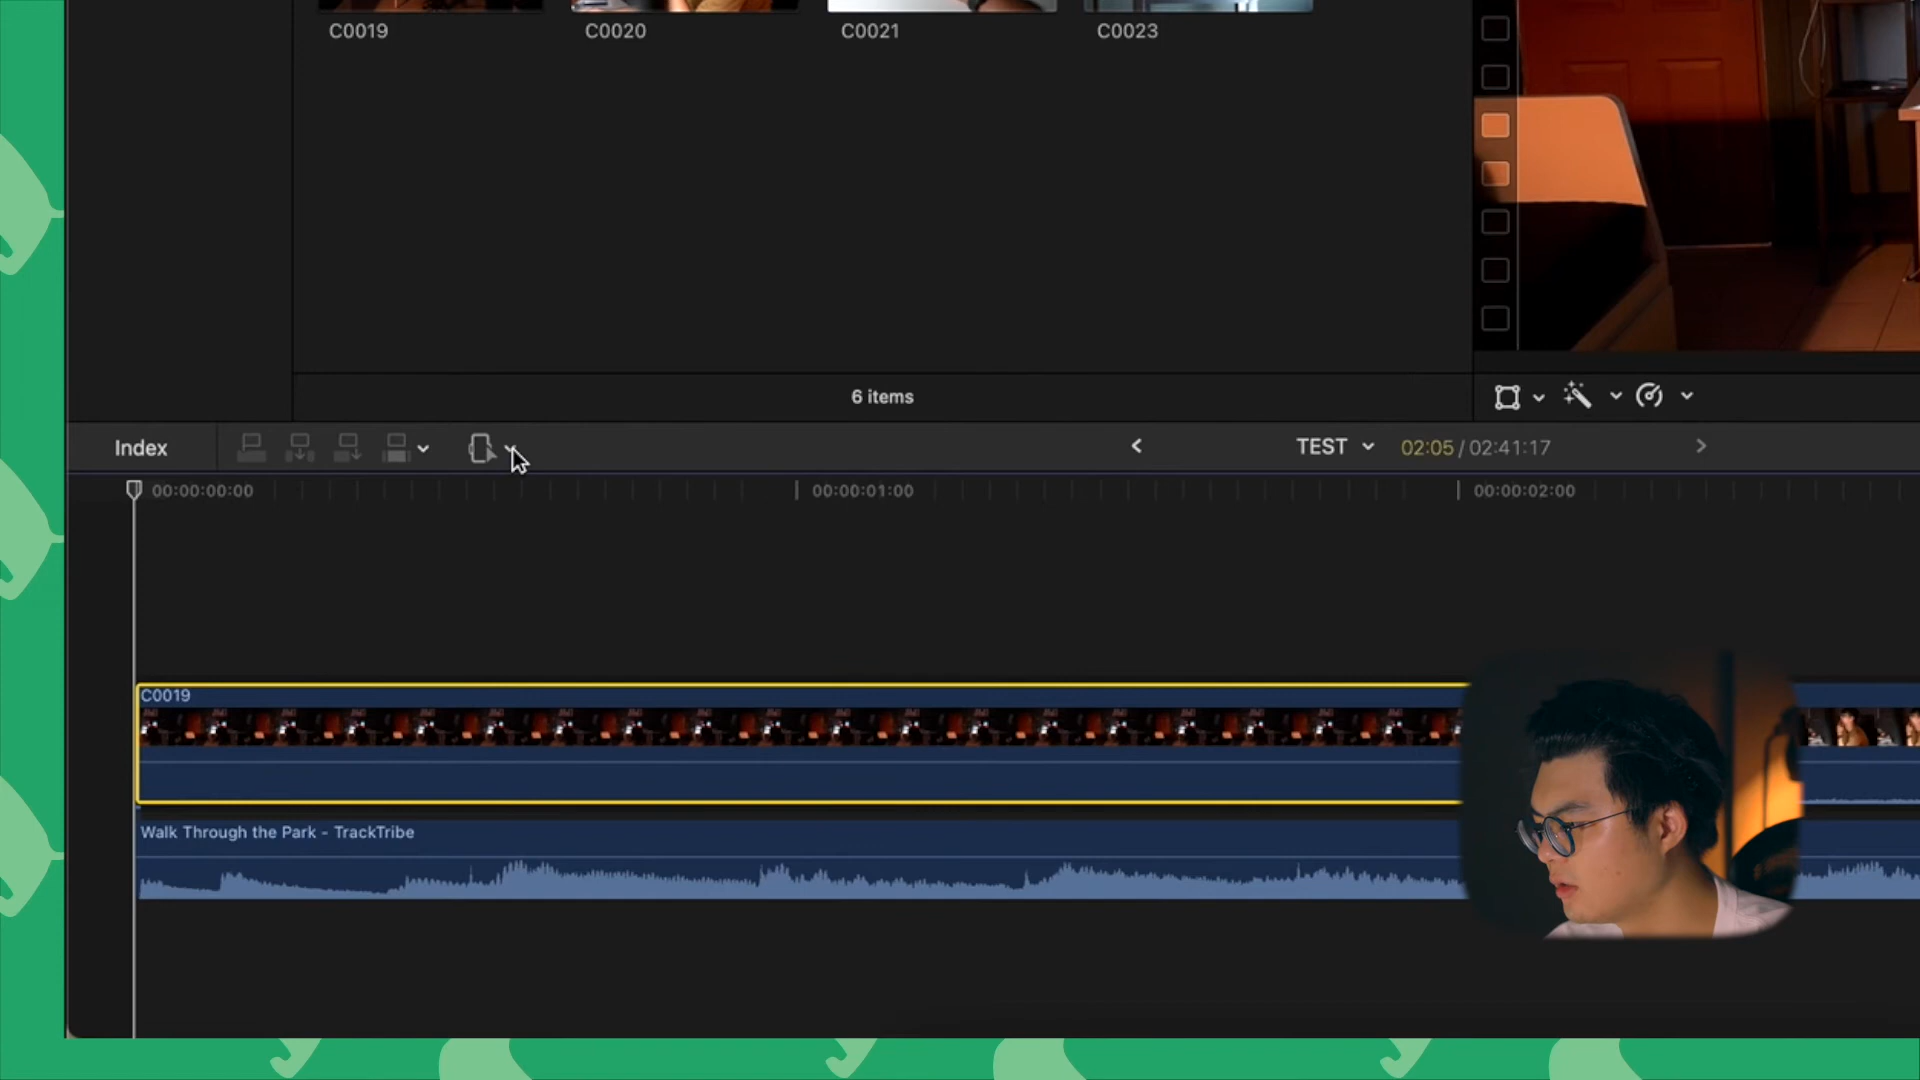 C0019
C0020
C0021
C0023
6 items
Index
TEST
02:05 / 02:41:17
00:00:00:00
00:00:01:00
00:00:02:00
C0019
Walk Through the Park - TrackTribe